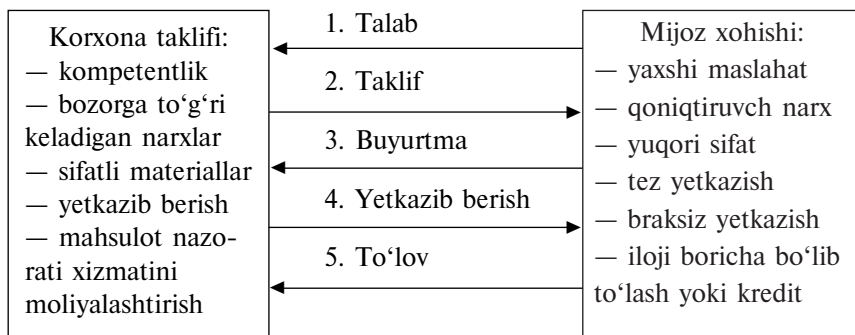 Korxona taklifi:
— kompetentlik
— bozorga to‘g‘ri
keladigan narxlar
— sifatli materiallar
— yetkazib berish
— mahsulot nazo-
rati xizmatini
moliyalashtirish
1. Talab
2. Taklif
3. Buyurtma
4. Yetkazib berish
5. To‘lov
Mijoz xohishi:
— yaxshi maslahat
— qoniqtiruvch narx
— yuqori sifat
— tez yetkazish
— braksiz yetkazish
— iloji boricha bo‘lib
to‘lash yoki kredit